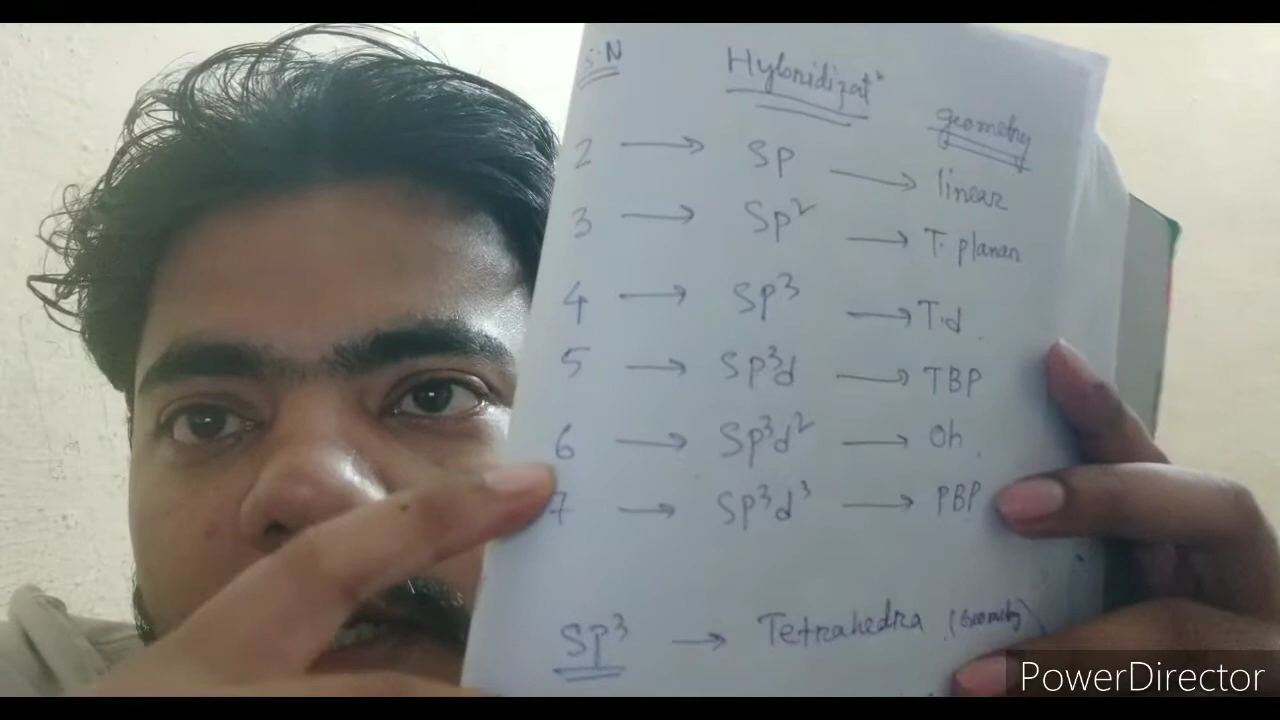 S.N Hybridizat^n geometry
2 → Sp → linear
3 → Sp² → T. planar
4 → Sp³ → T.d.
5 → Sp³d → TBP
6 → Sp³d² → Oh.
7 → Sp³d³ → PBP
Sp³ → Tetrahedra (Geometry)
PowerDirector